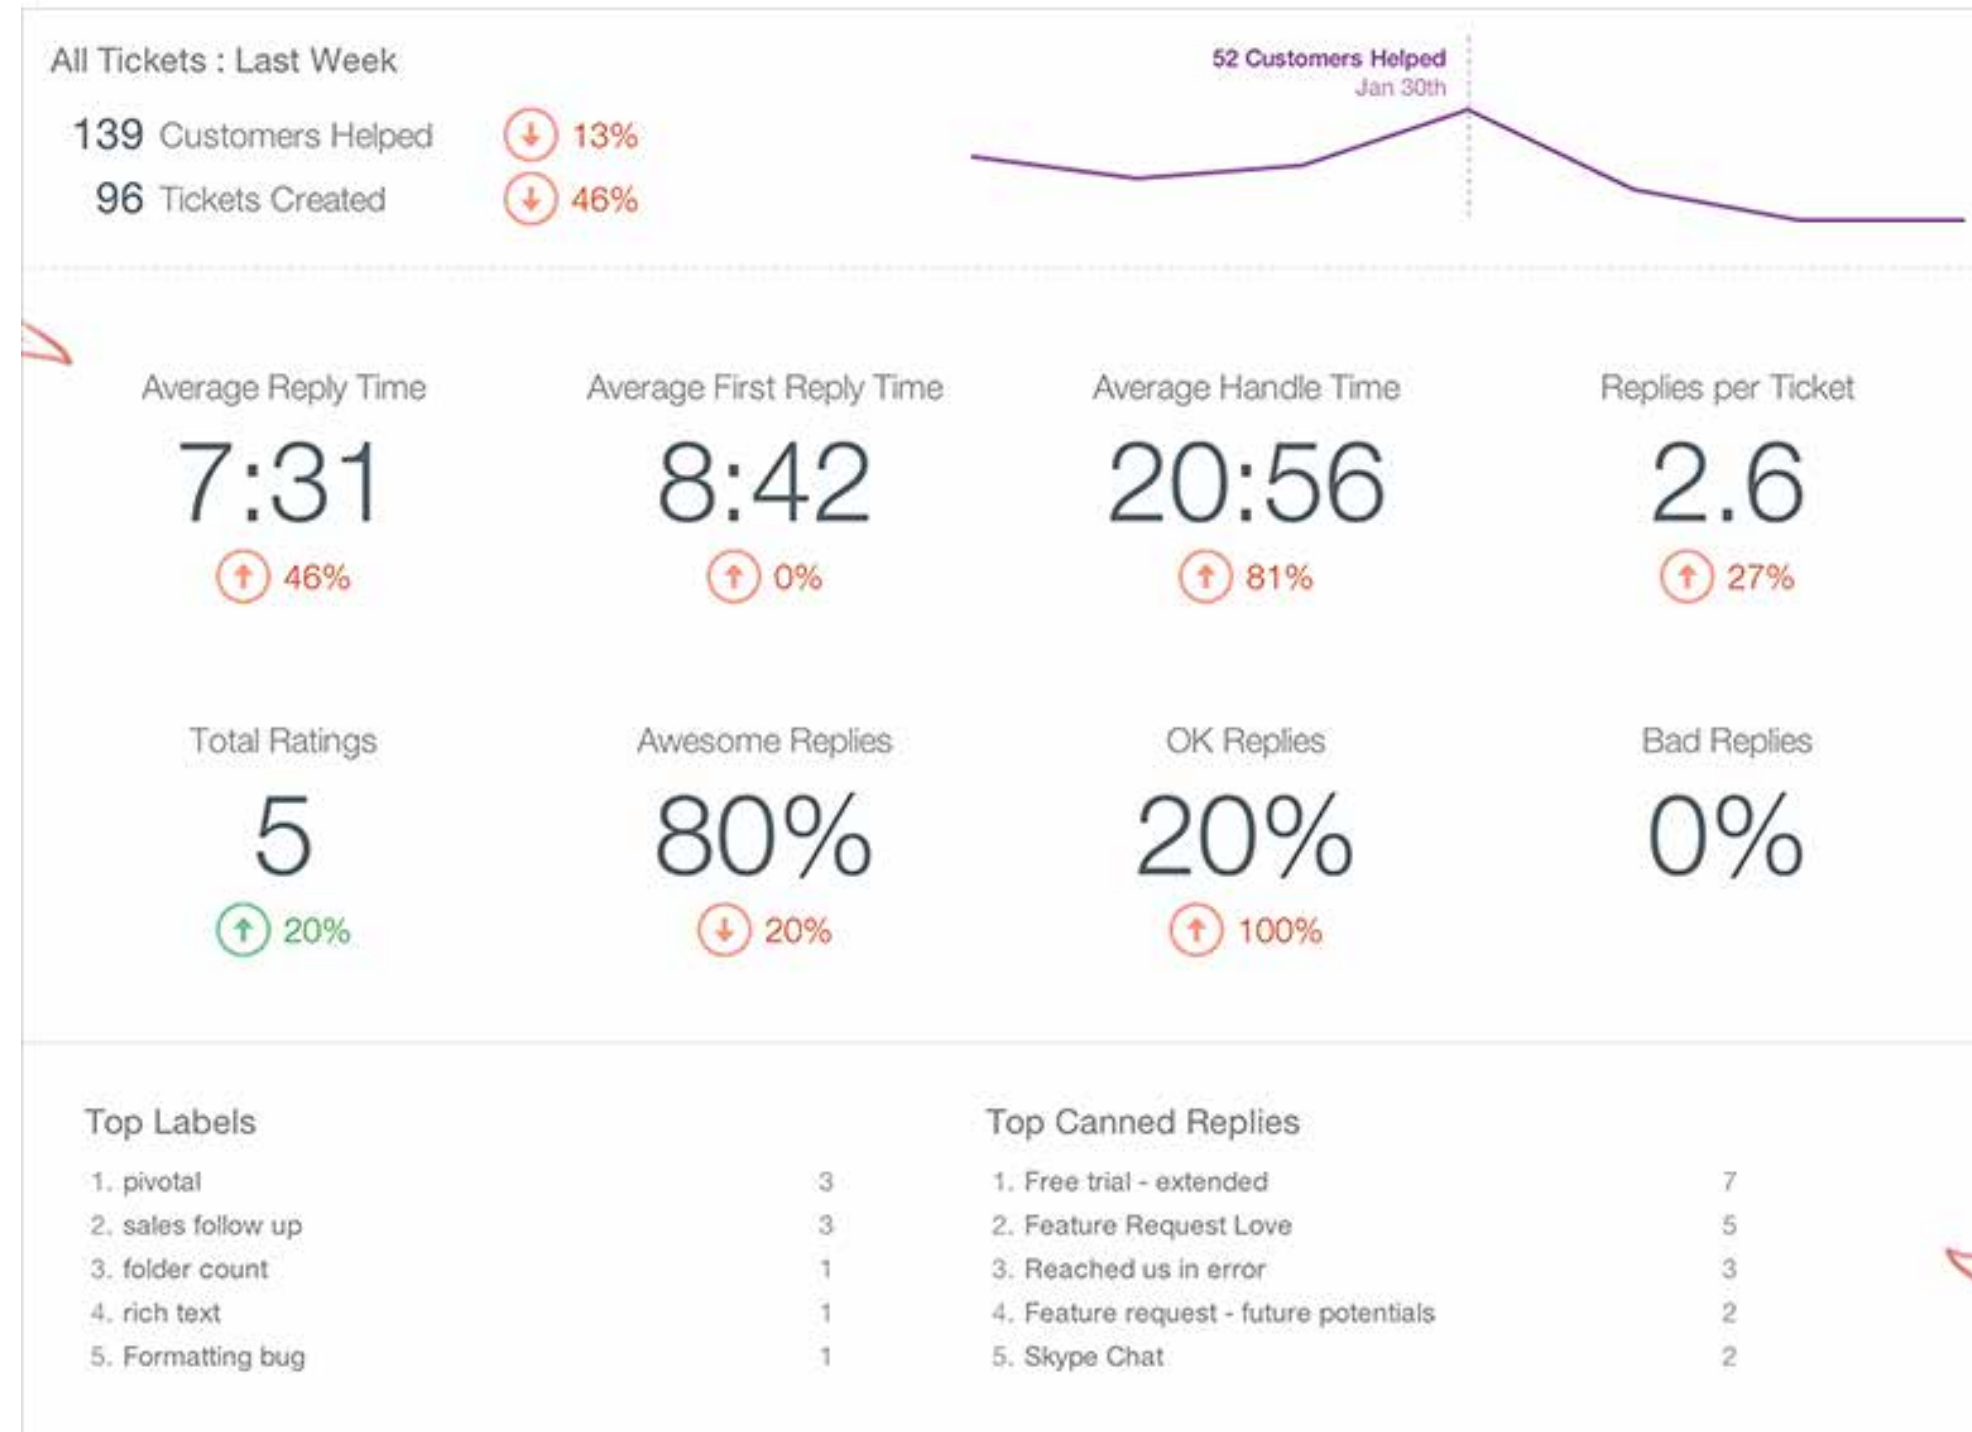 All Tickets : Last Week
139 Customers Helped 13%
96 Tickets Created 46%
52 Customers Helped
Jan 30th
Average Reply Time
7:31
46%
Average First Reply Time
8:42
0%
Average Handle Time
20:56
81%
Replies per Ticket
2.6
27%
Total Ratings
5
20%
Awesome Replies
80%
20%
OK Replies
20%
100%
Bad Replies
0%
Top Labels
1. pivotal 3
2. sales follow up 3
3. folder count 1
4. rich text 1
5. Formatting bug 1
Top Canned Replies
1. Free trial - extended 7
2. Feature Request Love 5
3. Reached us in error 3
4. Feature request - future potentials 2
5. Skype Chat 2